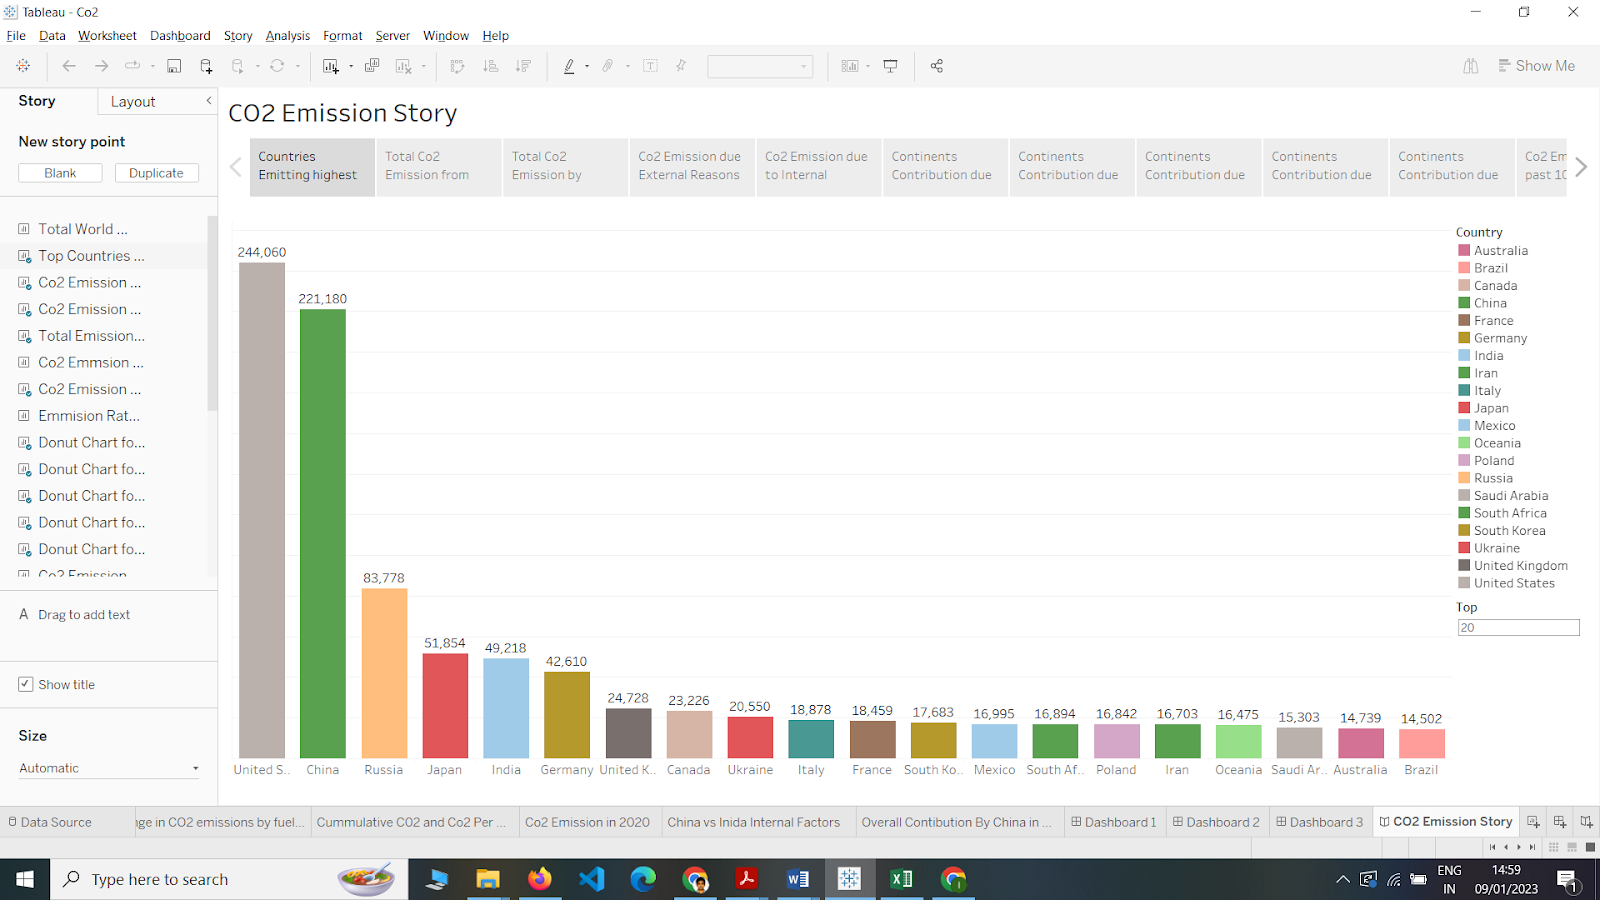 Tableau - Co2
File Data Worksheet Dashboard Story Analysis Format Server Window Help
Show Me
Story Layout
New story point
Blank Duplicate
Total World ...
Top Countries ...
Co2 Emission ...
Co2 Emission ...
Total Emission...
Co2 Emmsion ...
Co2 Emission ...
Emmision Rat...
Donut Chart fo...
Donut Chart fo...
Donut Chart fo...
Donut Chart fo...
Donut Chart fo...
Co2 Emission
A Drag to add text
Show title
Size
Automatic
CO2 Emission Story
Countries
Emitting highest
Total Co2
Emission from
Total Co2
Emission by
Co2 Emission due
External Reasons
Co2 Emission due
to Internal
Continents
Contribution due
Continents
Contribution due
Continents
Contribution due
Continents
Contribution due
Continents
Contribution due
Co2 Em
past 10
244,060
221,180
83,778
51,854
49,218
42,610
24,728
23,226
20,550
18,878
18,459
17,683
16,995
16,894
16,842
16,703
16,475
15,303
14,739
14,502
United S.. China Russia Japan India Germany United K.. Canada Ukraine Italy France South Ko.. Mexico South Af.. Poland Iran Oceania Saudi Ar.. Australia Brazil
Country
Australia
Brazil
Canada
China
France
Germany
India
Iran
Italy
Japan
Mexico
Oceania
Poland
Russia
Saudi Arabia
South Africa
South Korea
Ukraine
United Kingdom
United States
Top
20
Data Source nge in CO2 emissions by fuel... Cummulative C02 and Co2 Per ... Co2 Emission in 2020 China vs Inida Internal Factors Overall Contibution By China in ... Dashboard 1 Dashboard 2 Dashboard 3 CO2 Emission Story
Type here to search
ENG
IN
14:59
09/01/2023
1